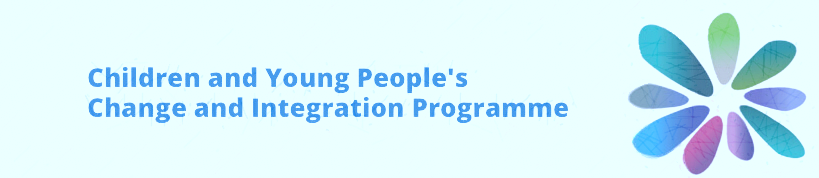 Children and Young People's
Change and Integration Programme